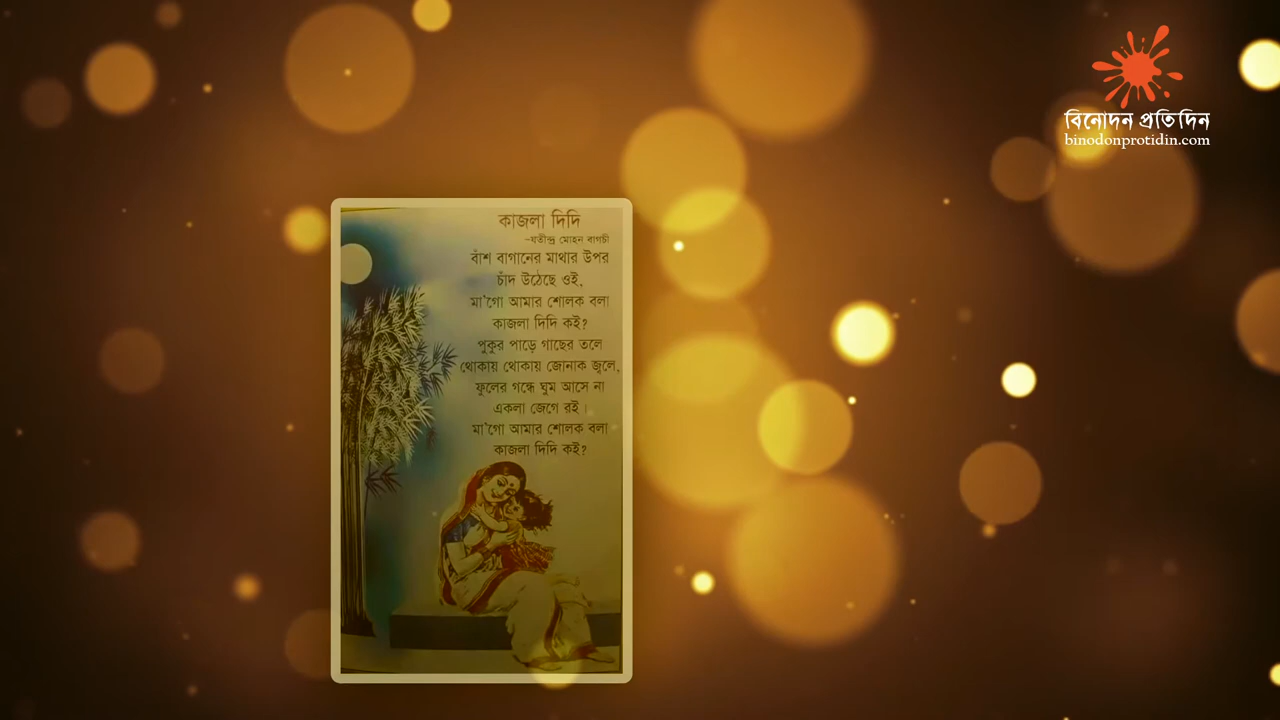 বিনোদন প্রতিদিন
binodonprotidin.com
কাজলা দিদি
-যতীন্দ্র মোহন বাগচী
বাঁশ বাগানের মাথার উপর
চাঁদ উঠেছে ওই,
মা'গো আমার শোলক বলা
কাজলা দিদি কই?
পুকুর পাড়ে গাছের তলে
থোকায় থোকায় জোনাক জ্বলে,
ফুলের গন্ধে ঘুম আসে না
একলা জেগে রই।
মা'গো আমার শোলক বলা
কাজলা দিদি কই?